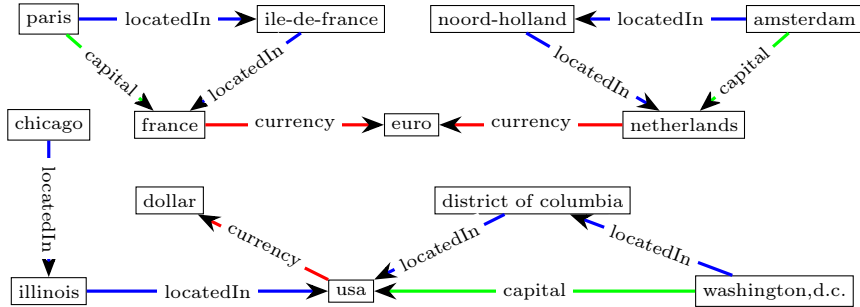 paris
locatedIn
ile-de-france
noord-holland
locatedIn
amsterdam
capital
locatedIn
locatedIn
capital
chicago
france
currency
euro
currency
netherlands
locatedIn
dollar
district of columbia
currency
locatedIn
locatedIn
illinois
locatedIn
usa
capital
washington,d.c.